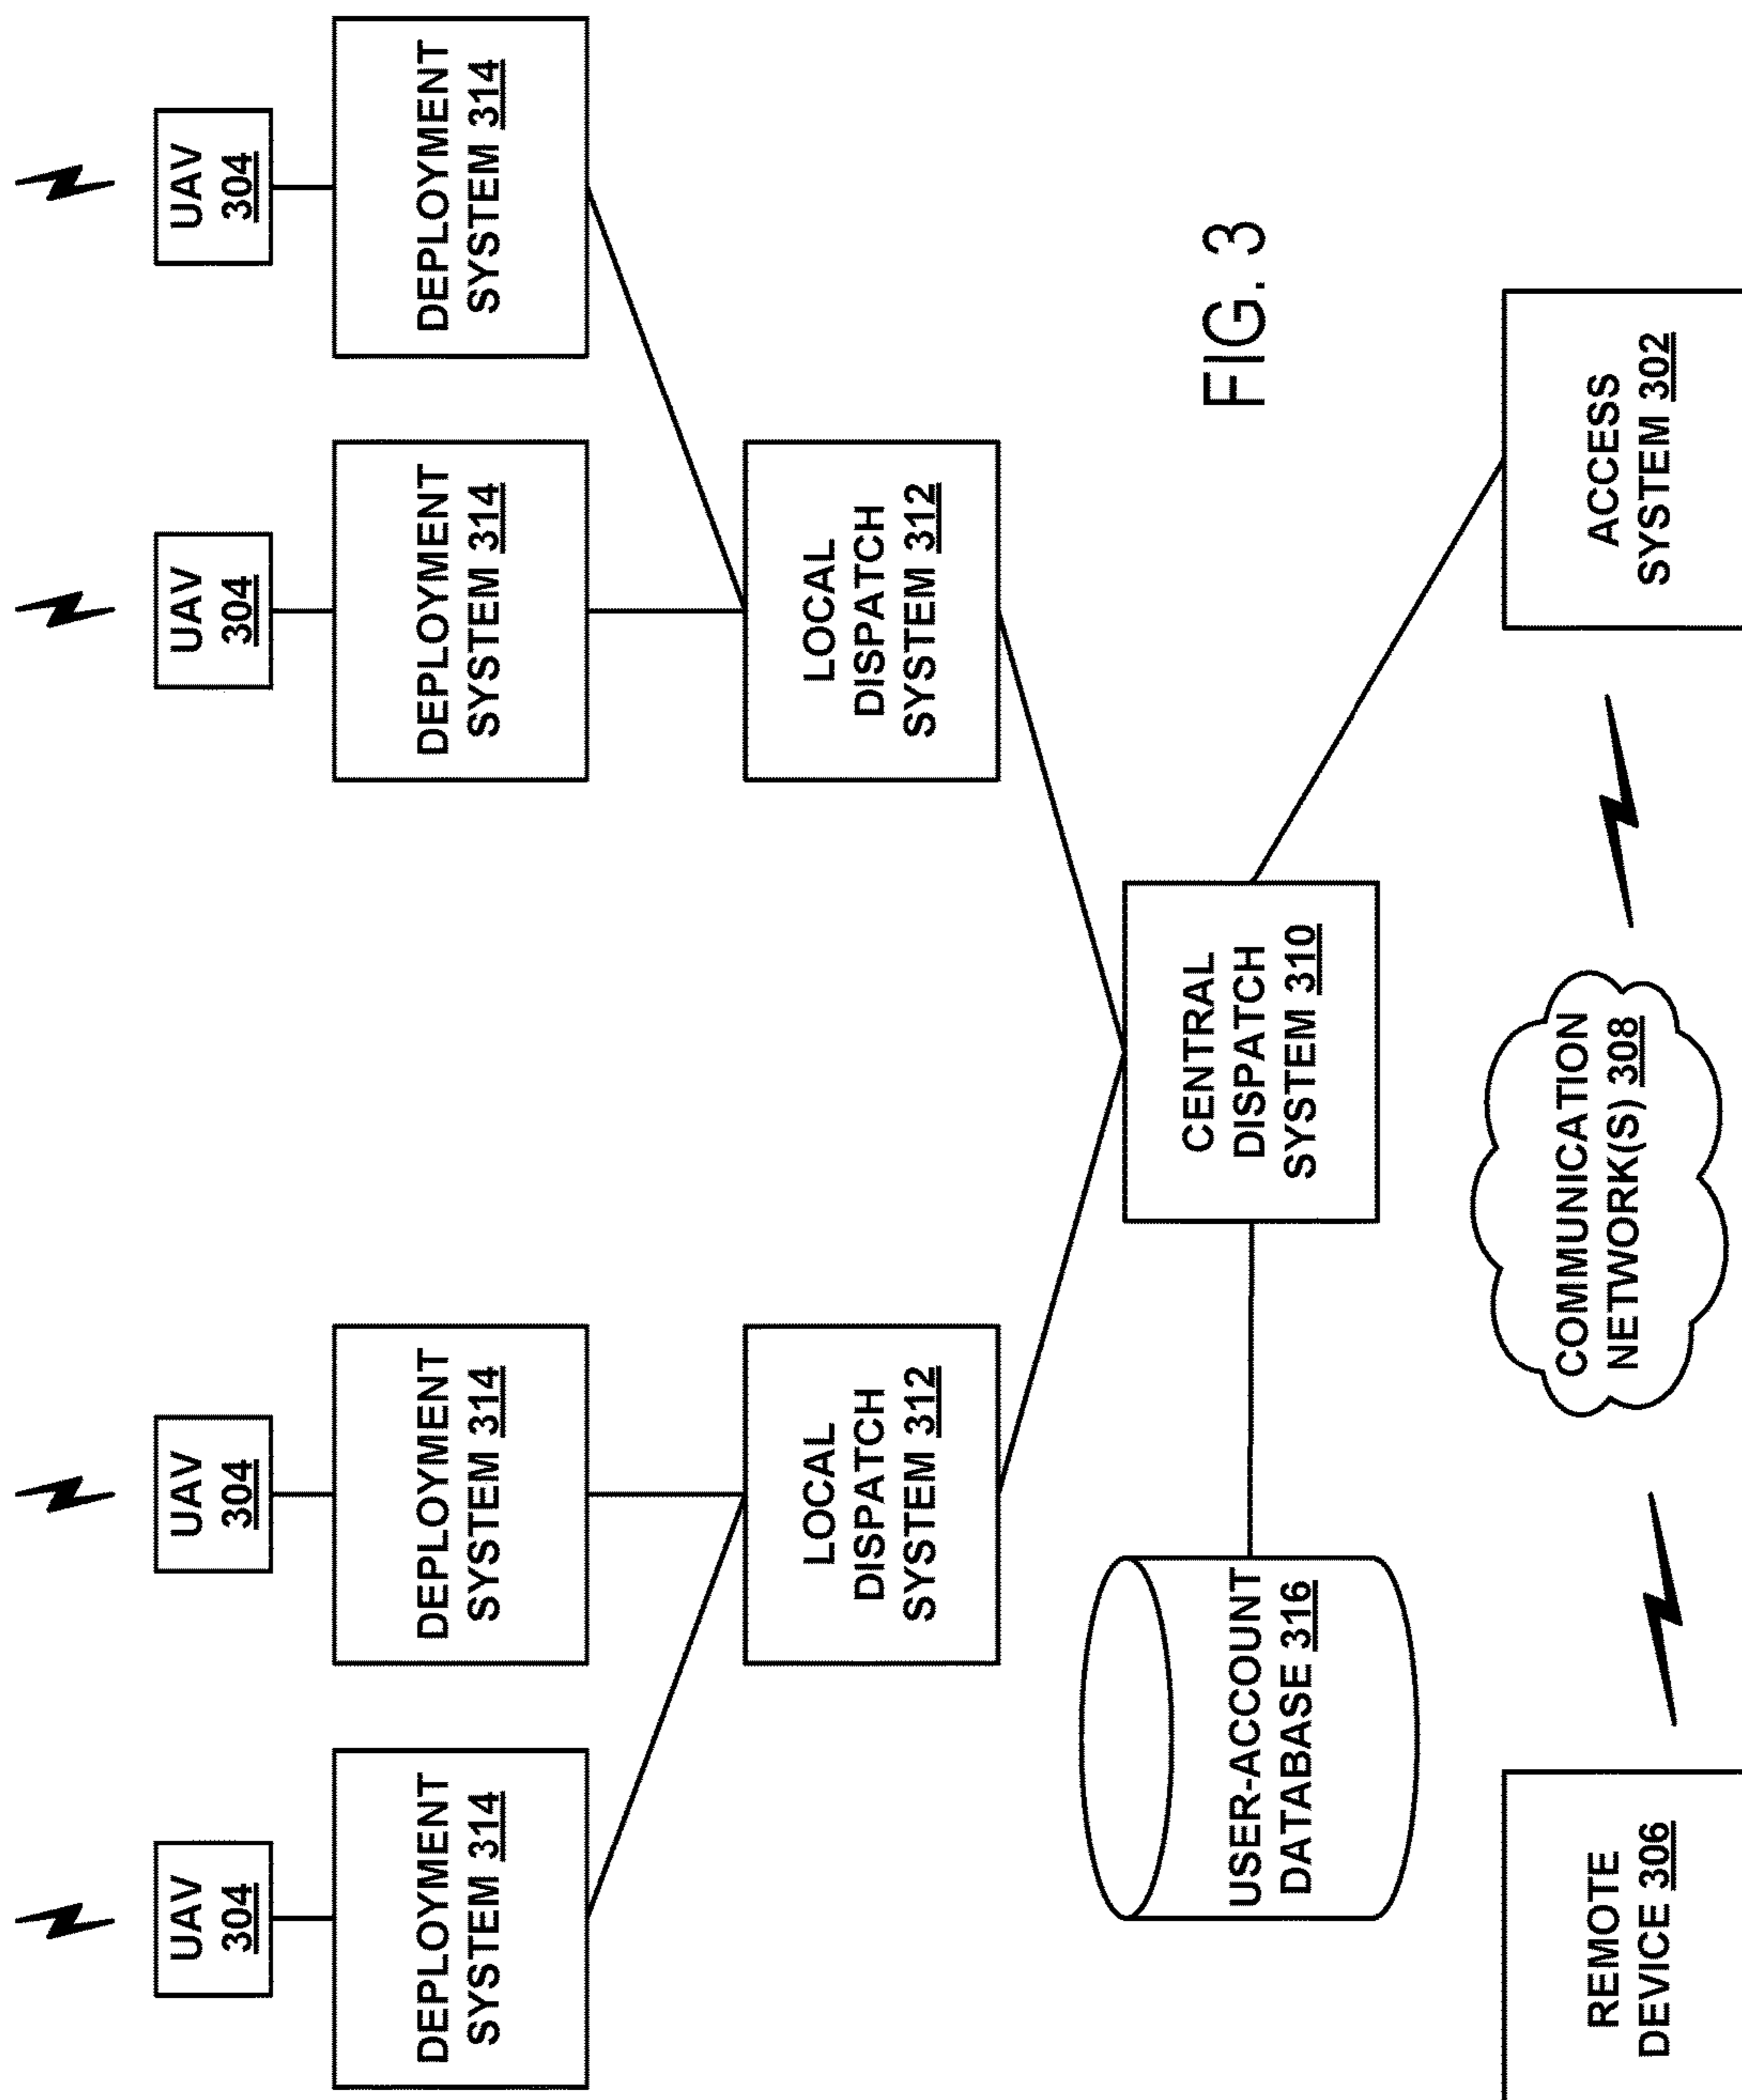 UAV
304
UAV
304
UAV
304
UAV
304
DEPLOYMENT
SYSTEM 314
DEPLOYMENT
SYSTEM 314
DEPLOYMENT
SYSTEM 314
DEPLOYMENT
SYSTEM 314
LOCAL
DISPATCH
SYSTEM 312
LOCAL
DISPATCH
SYSTEM 312
USER-ACCOUNT
DATABASE 316
CENTRAL
DISPATCH
SYSTEM 310
FIG. 3
REMOTE
DEVICE 306
COMMUNICATION
NETWORK(S) 308
ACCESS
SYSTEM 302